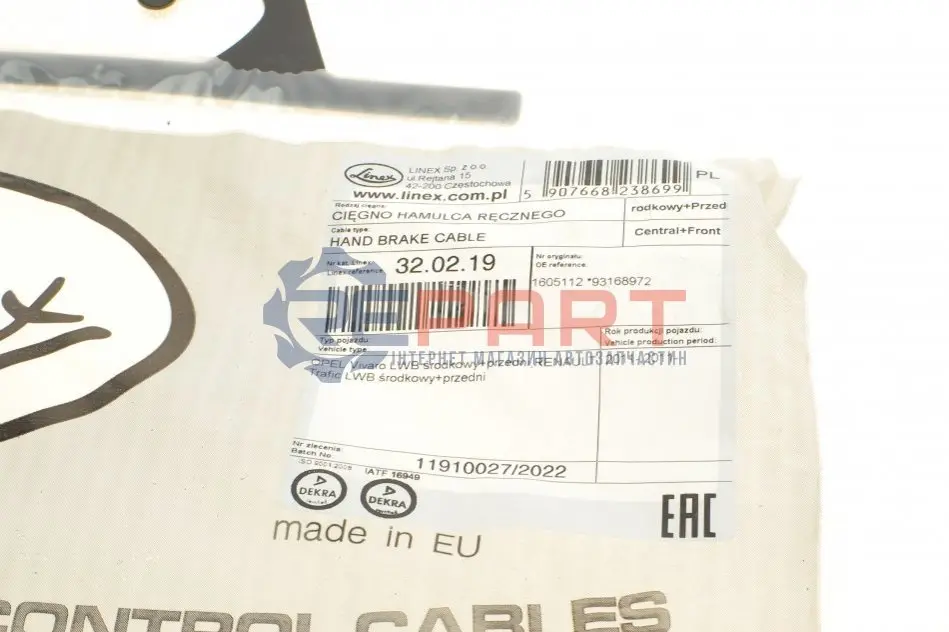 Linex
LINEX Sp. z o.o.
ul Rejtana 15
42-200 Czestochowa
www.linex.com.pl
5 907668 238699
PL
Rodzaj cięgna:
CIĘGNO HAMULCA RĘCZNEGO
rodkowy+Przed
Cable type:
HAND BRAKE CABLE
Central+Front
Nr kat. Linex:
Linex reference:
32.02.19
Nr oryginału:
OE reference:
1605112 *93168972
EPART
ІНТЕРНЕТ МАГАЗИН АВТОЗАПЧАСТИН
Typ pojazdu:
Vehicle type
Rok produkcji pojazdu:
Vehicle production period:
OPEL Vivaro LWB środkowy+przedni RENAULT
Trafic LWB środkowy+przedni
Nr zlecenia:
Batch No
11910027/2022
ISO 9001:2008
IATF 16949
DEKRA
DEKRA
EAC
made in EU
CONTROL CABLES